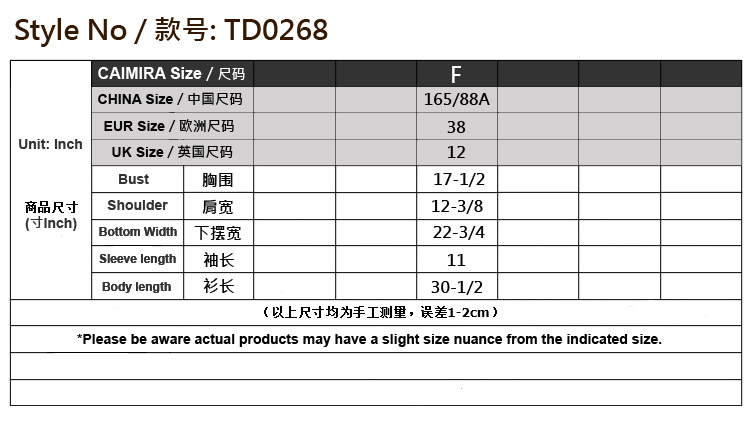 Style No / 款号: TD0268
CAIMIRA Size / 尺码 F
CHINA Size / 中国尺码 165/88A
EUR Size / 欧洲尺码 38
UK Size / 英国尺码 12
Unit: Inch
商品尺寸
(寸Inch)
Bust 胸围 17-1/2
Shoulder 肩宽 12-3/8
Bottom Width 下摆宽 22-3/4
Sleeve length 袖长 11
Body length 衫长 30-1/2
（以上尺寸均为手工测量，误差1-2cm）
*Please be aware actual products may have a slight size nuance from the indicated size.